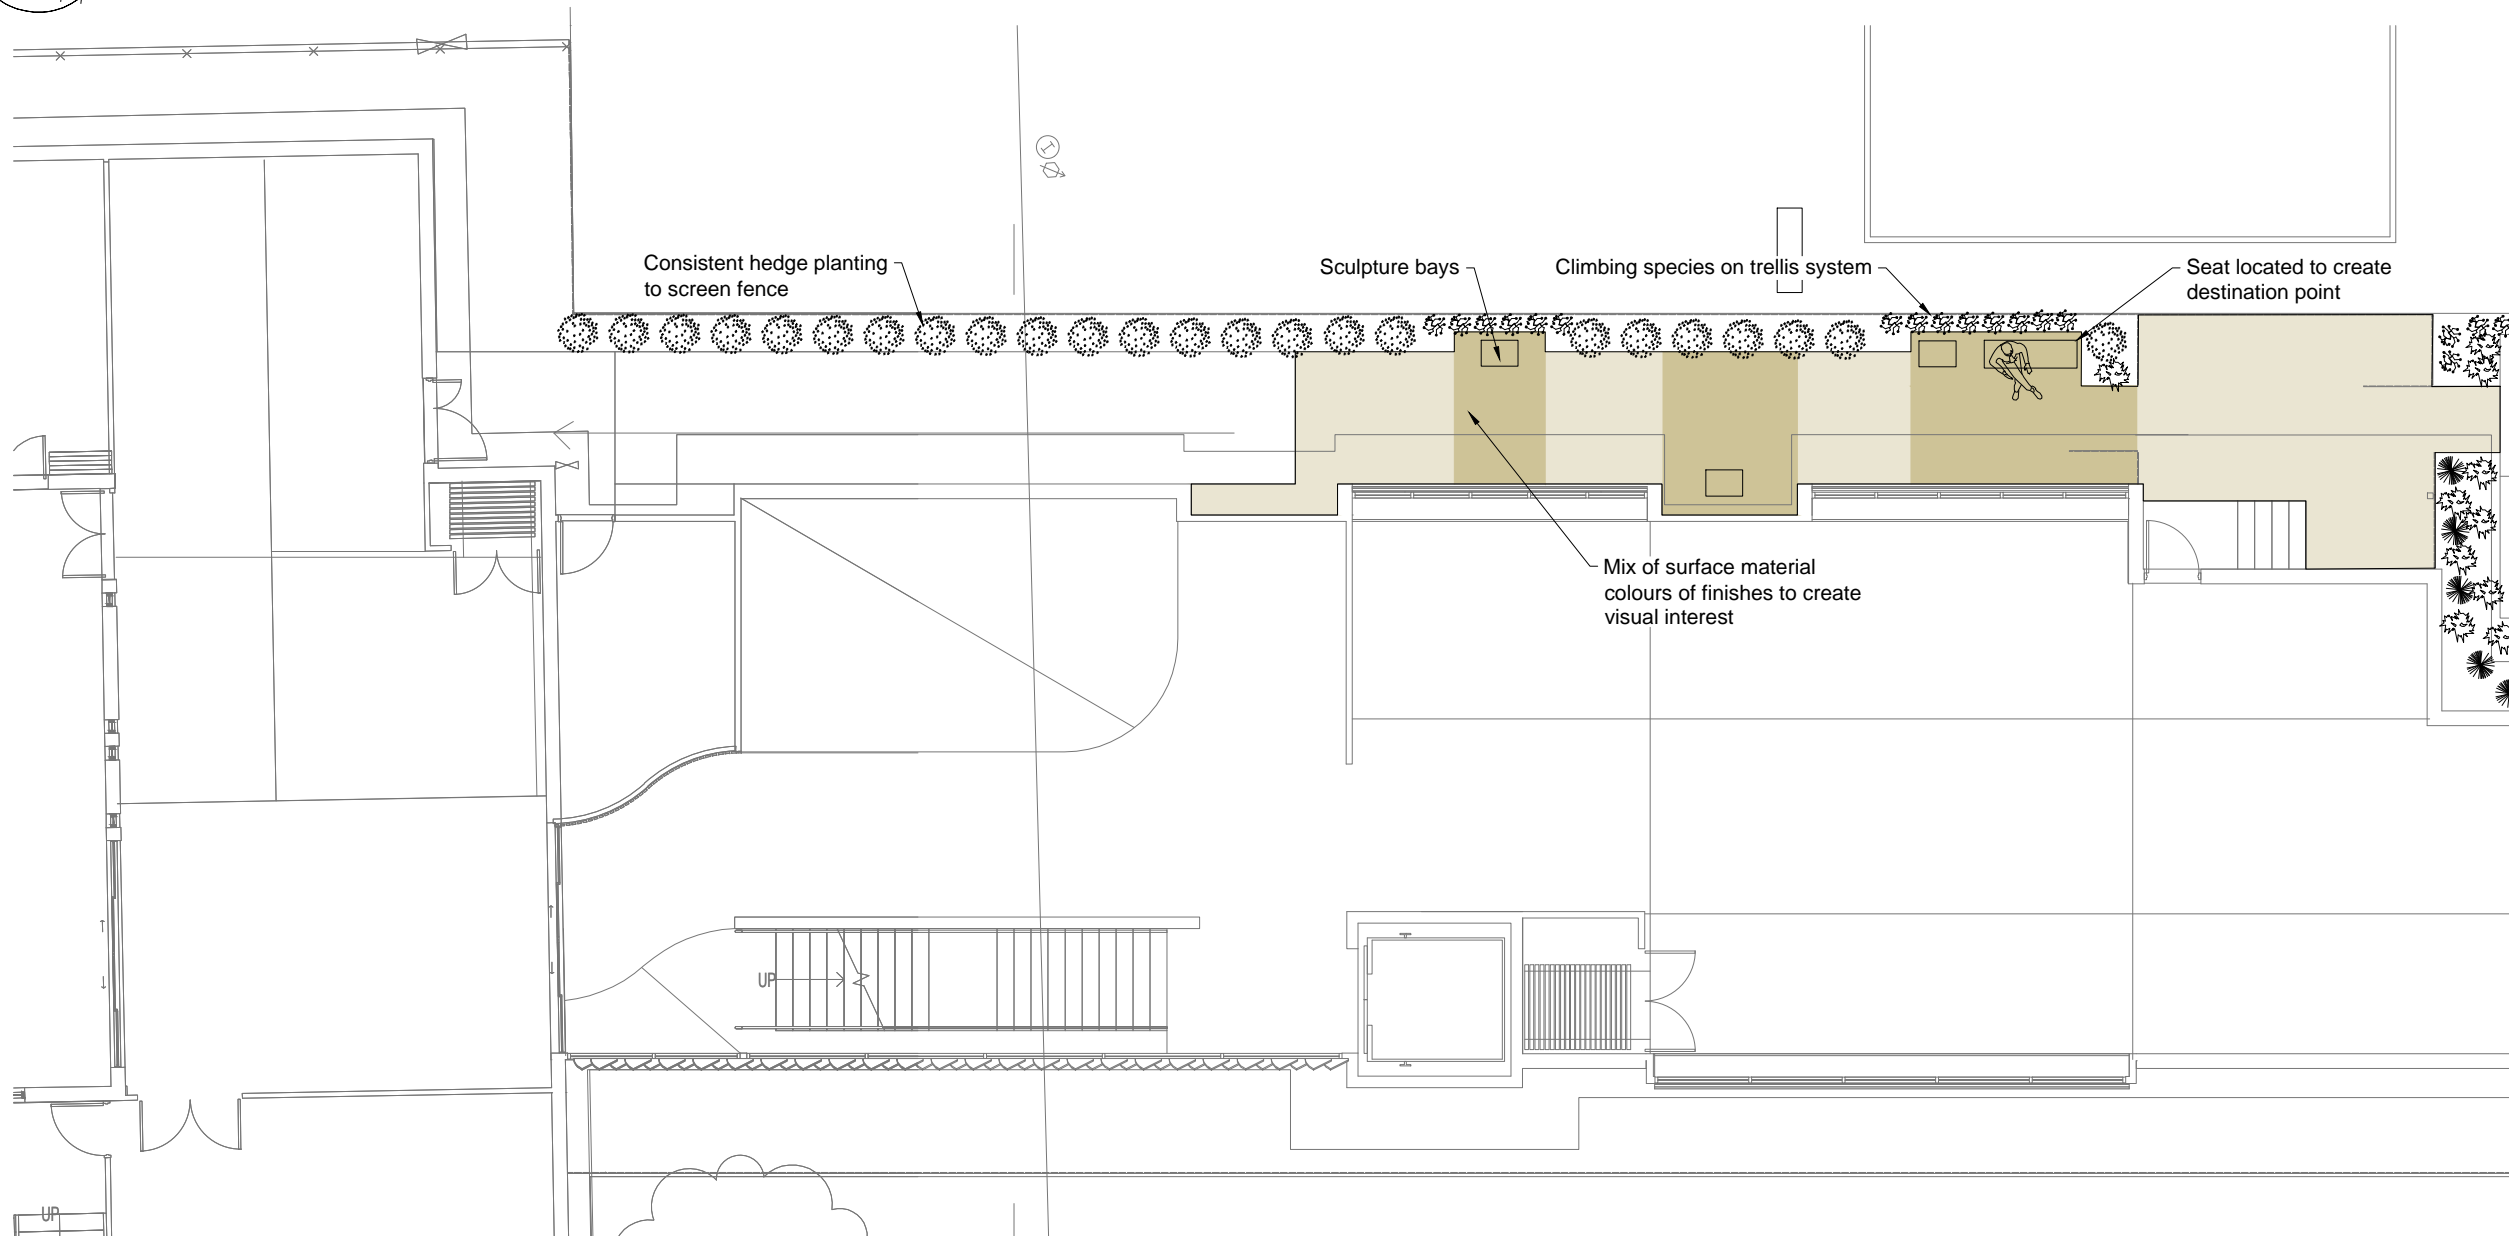 Consistent hedge planting
to screen fence
Sculpture bays
Climbing species on trellis system
Seat located to create
destination point
Mix of surface material
colours of finishes to create
visual interest
UP
UP